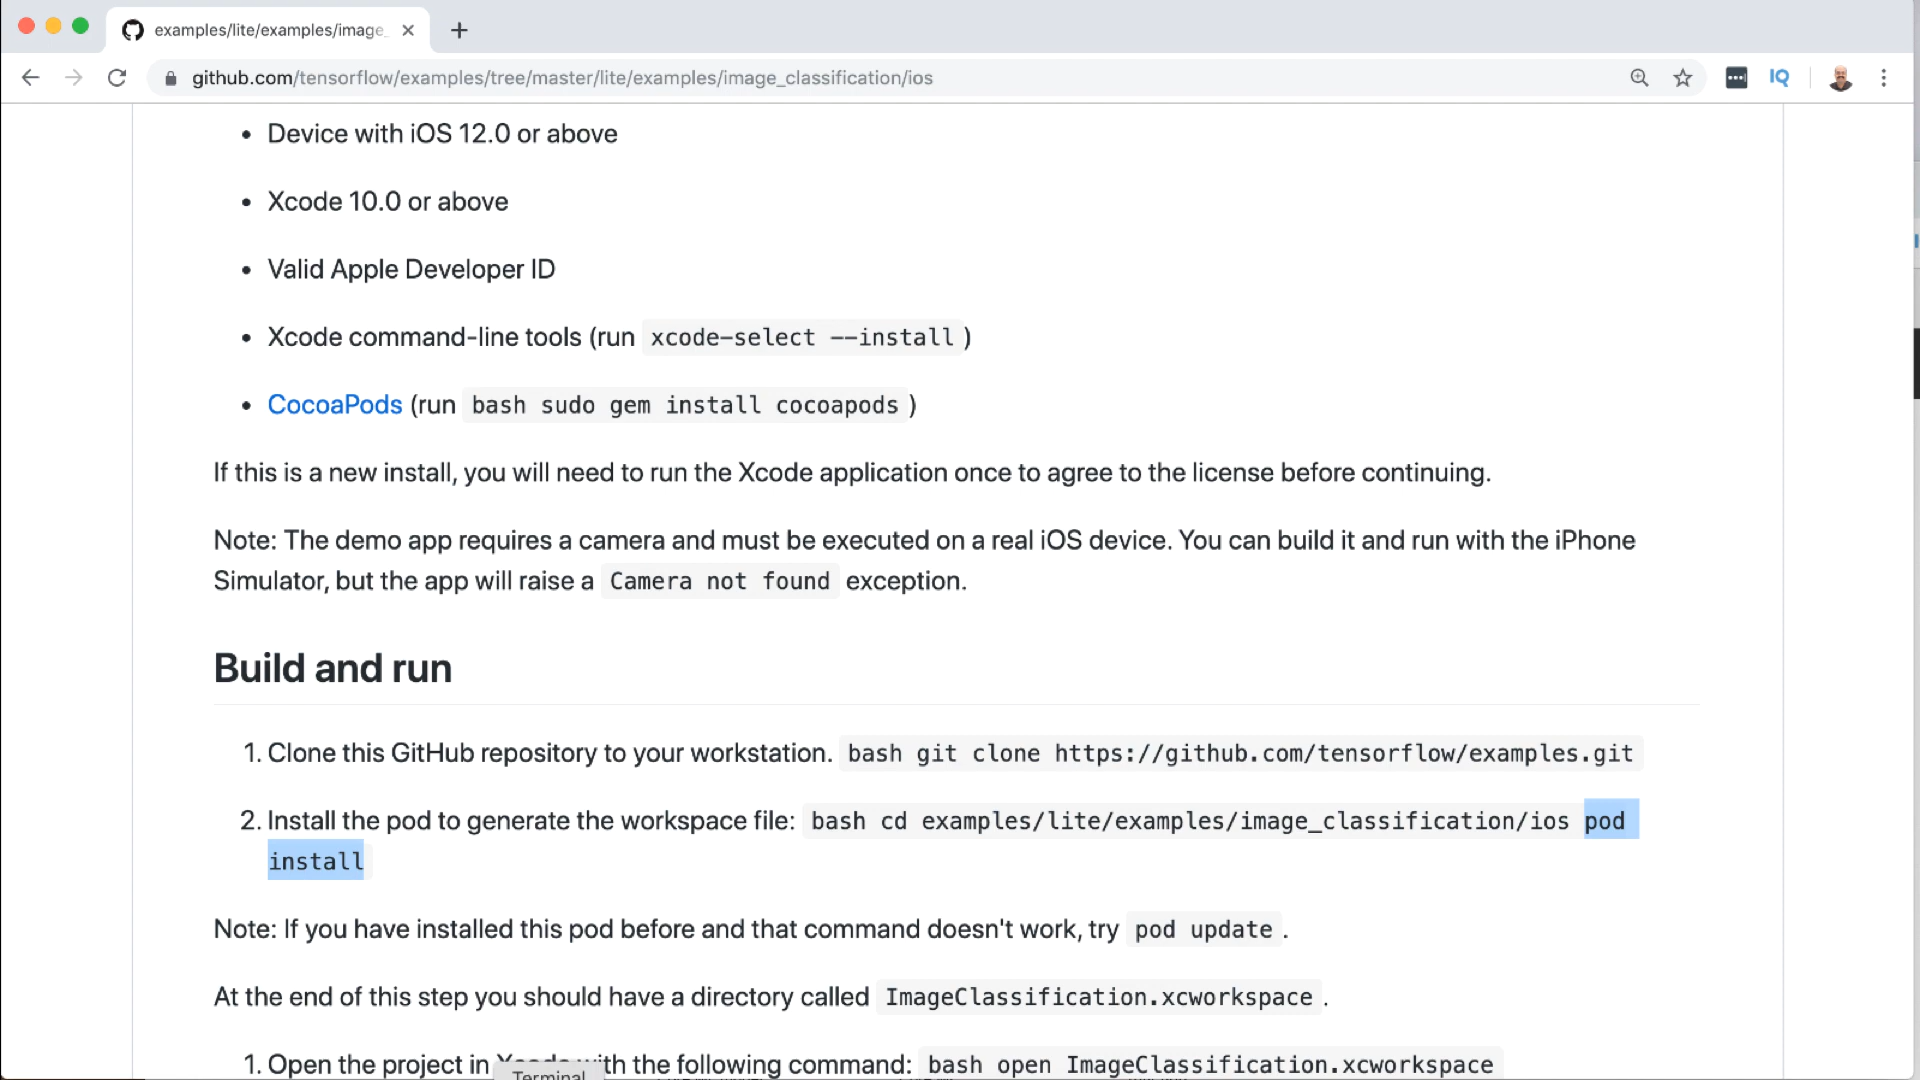 examples/lite/examples/image_
github.com/tensorflow/examples/tree/master/lite/examples/image_classification/ios
IQ
• Device with iOS 12.0 or above
• Xcode 10.0 or above
• Valid Apple Developer ID
• Xcode command-line tools (run xcode-select --install )
• CocoaPods (run bash sudo gem install cocoapods )
If this is a new install, you will need to run the Xcode application once to agree to the license before continuing.
Note: The demo app requires a camera and must be executed on a real iOS device. You can build it and run with the iPhone
Simulator, but the app will raise a Camera not found exception.
Build and run
1. Clone this GitHub repository to your workstation. bash git clone https://github.com/tensorflow/examples.git
2. Install the pod to generate the workspace file: bash cd examples/lite/examples/image_classification/ios pod
install
Note: If you have installed this pod before and that command doesn't work, try pod update .
At the end of this step you should have a directory called ImageClassification.xcworkspace .
1. Open the project in Xcode with the following command: bash open ImageClassification.xcworkspace
Terminal